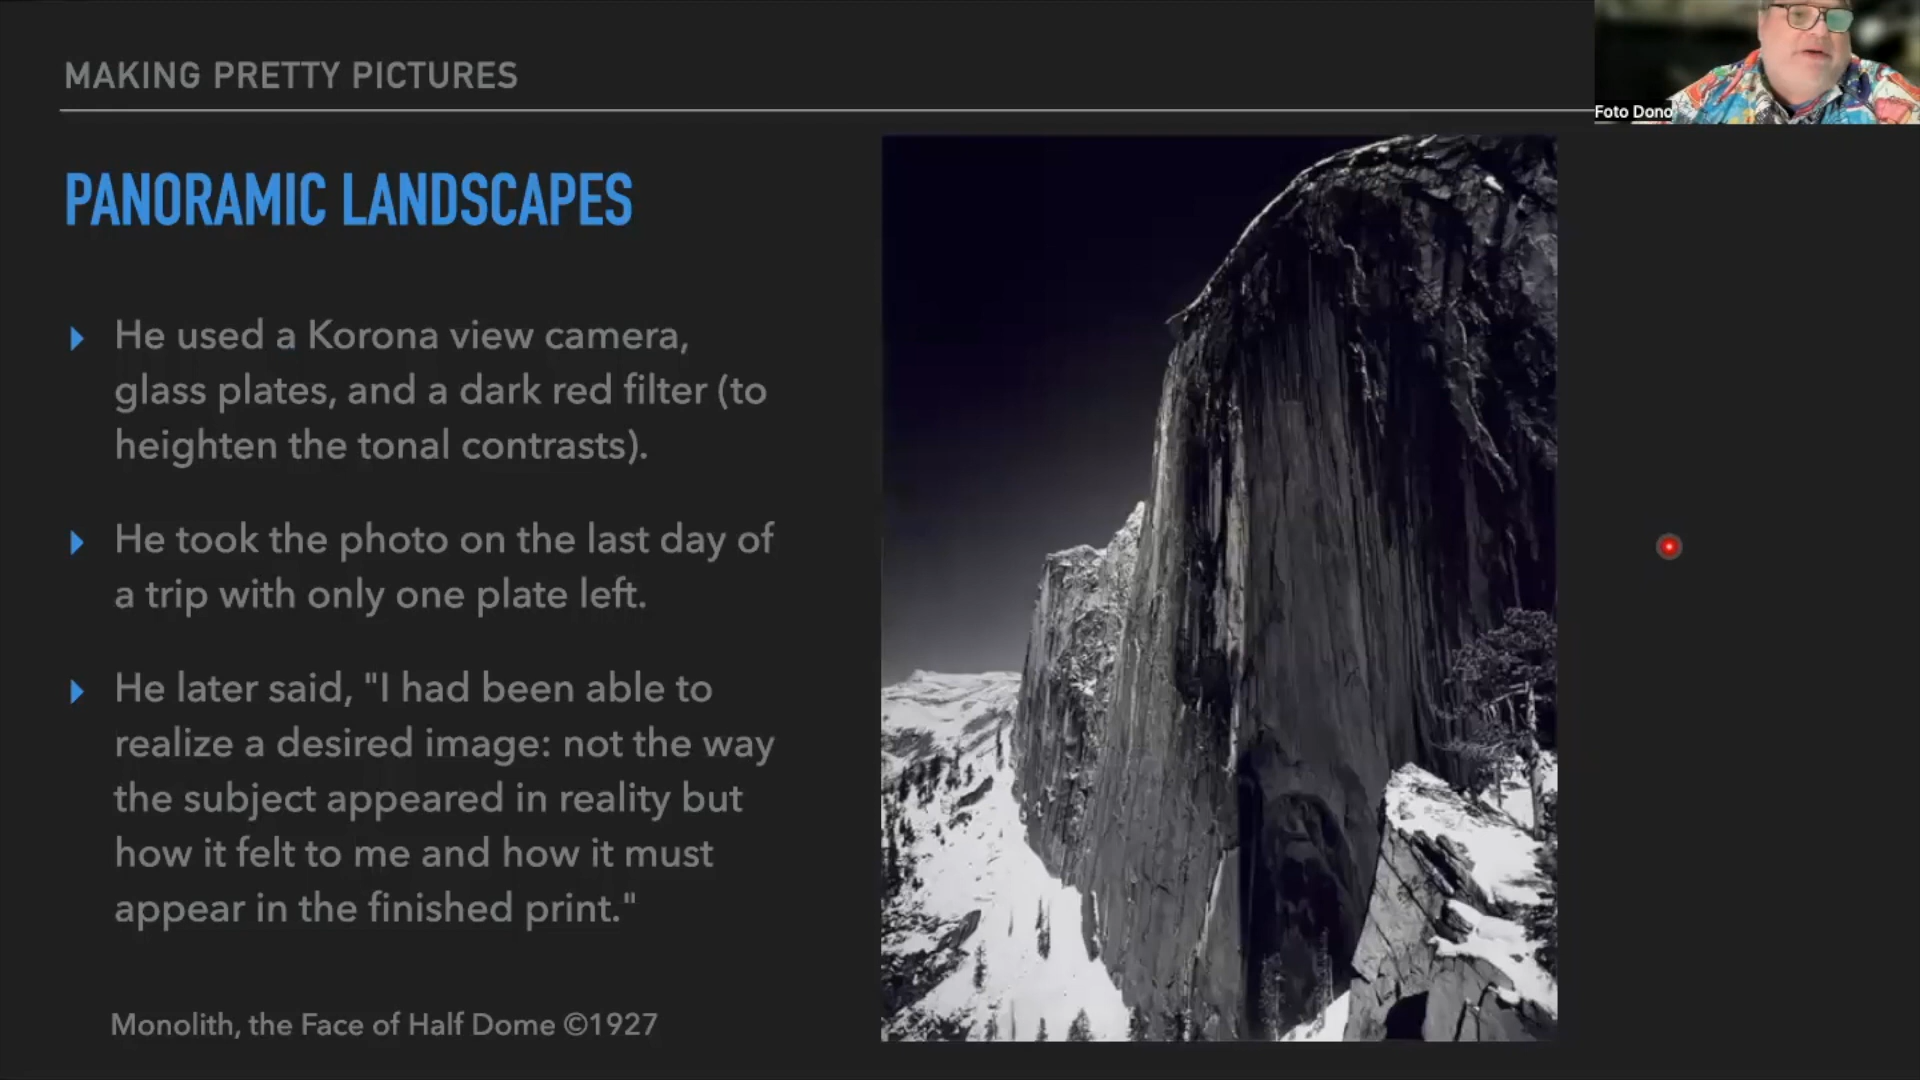 MAKING PRETTY PICTURES
Foto Dono
PANORAMIC LANDSCAPES
He used a Korona view camera,
glass plates, and a dark red filter (to
heighten the tonal contrasts).
He took the photo on the last day of
a trip with only one plate left.
He later said, "I had been able to
realize a desired image: not the way
the subject appeared in reality but
how it felt to me and how it must
appear in the finished print."
Monolith, the Face of Half Dome ©1927